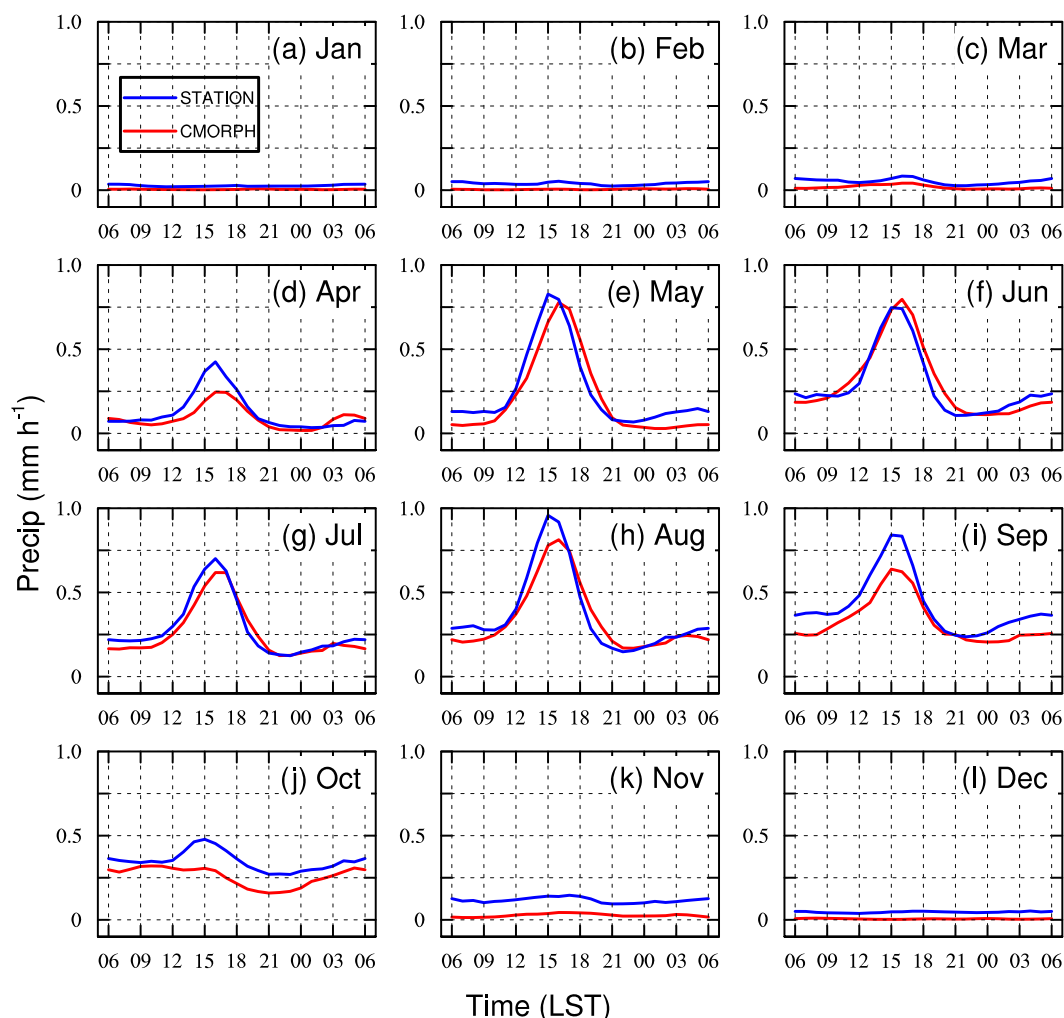 1.0 (a) Jan 1.0 (b) Feb 1.0 (c) Mar
STATION
0.5 0.5 0.5
CMORPH
0 0 0
06 09 12 15 18 21 00 03 06 06 09 12 15 18 21 00 03 06 06 09 12 15 18 21 00 03 06
1.0 (d) Apr 1.0 (e) May 1.0 (f) Jun
0.5 0.5 0.5
0 0 0
06 09 12 15 18 21 00 03 06 06 09 12 15 18 21 00 03 06 06 09 12 15 18 21 00 03 06
Precip (mm h-1)
1.0 (g) Jul 1.0 (h) Aug 1.0 (i) Sep
0.5 0.5 0.5
0 0 0
06 09 12 15 18 21 00 03 06 06 09 12 15 18 21 00 03 06 06 09 12 15 18 21 00 03 06
1.0 (j) Oct 1.0 (k) Nov 1.0 (l) Dec
0.5 0.5 0.5
0 0 0
06 09 12 15 18 21 00 03 06 06 09 12 15 18 21 00 03 06 06 09 12 15 18 21 00 03 06
Time (LST)